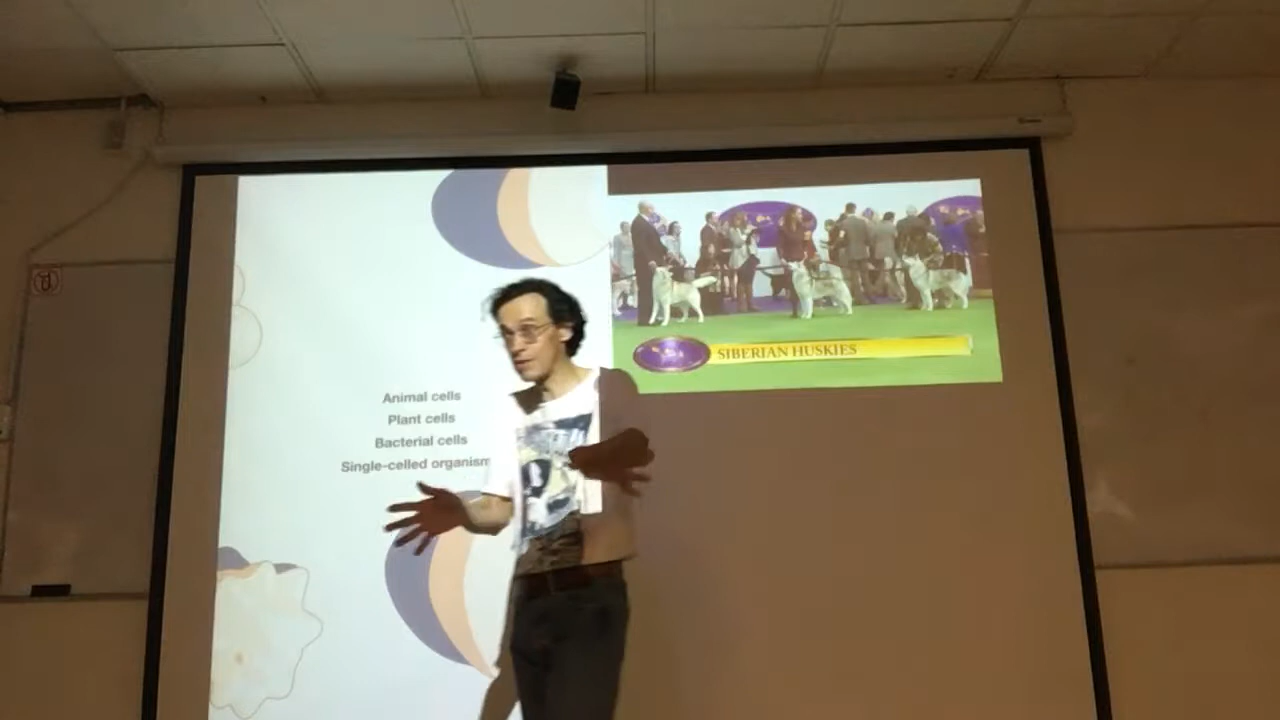 Animal cells
Plant cells
Bacterial cells
Single-celled organism
SIBERIAN HUSKIES